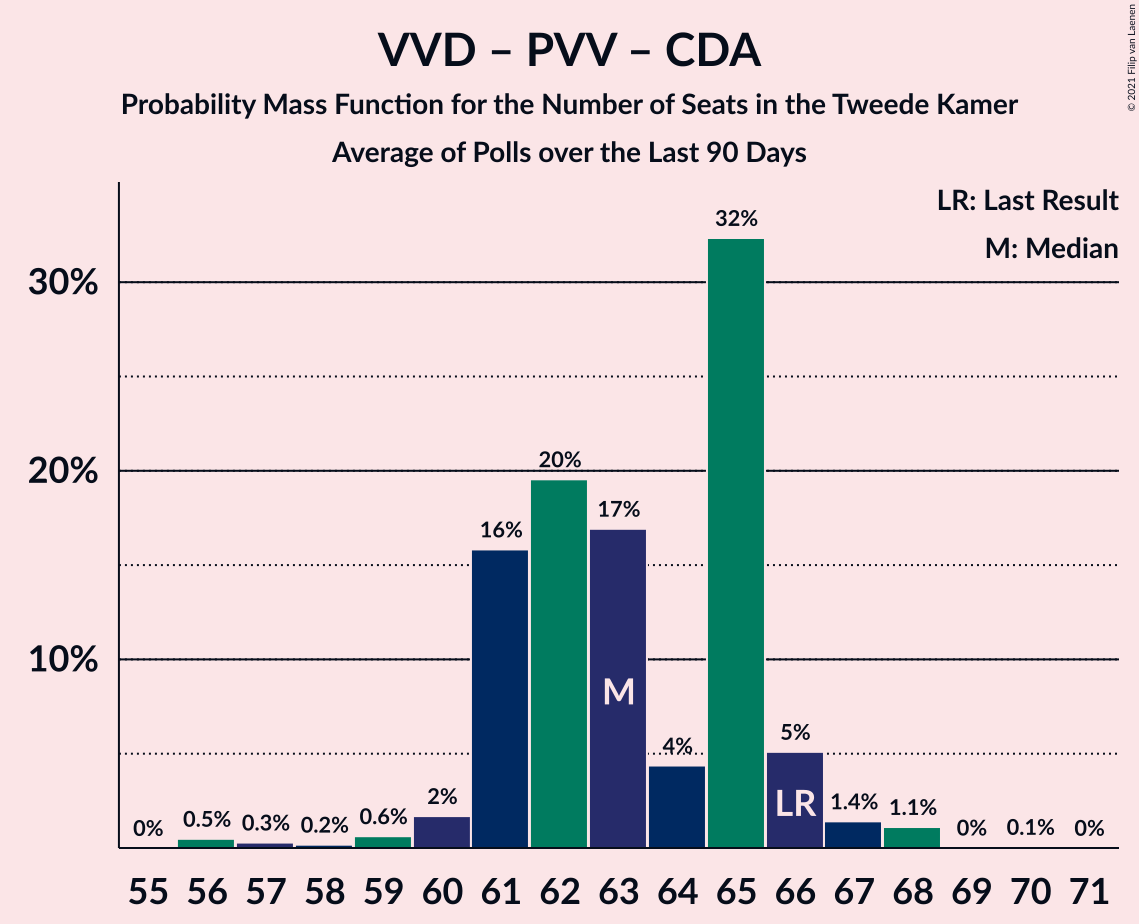 VVD – PVV – CDA
Probability Mass Function for the Number of Seats in the Tweede Kamer
Average of Polls over the Last 90 Days
© 2021 Filip van Laenen
LR: Last Result
M: Median
30%
20%
10%
0%
0.5%
0.3%
0.2%
0.6%
2%
16%
20%
17%
4%
32%
5%
1.4%
1.1%
0%
0.1%
0%
M
LR
55 56 57 58 59 60 61 62 63 64 65 66 67 68 69 70 71